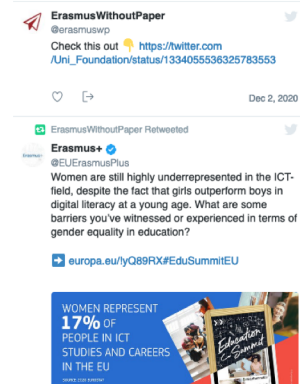 ErasmusWithoutPaper
@erasmuswp
Check this out 👇 https://twitter.com
/Uni_Foundation/status/1334055536325783553
Dec 2, 2020
ErasmusWithoutPaper Retweeted
Erasmus+
@EUErasmusPlus
Women are still highly underrepresented in the ICT-
field, despite the fact that girls outperform boys in
digital literacy at a young age. What are some
barriers you've witnessed or experienced in terms of
gender equality in education?
➡ europa.eu/!yQ89RX#EduSummitEU
WOMEN REPRESENT
17% OF
PEOPLE IN ICT
STUDIES AND CAREERS
IN THE EU
Education
Summit